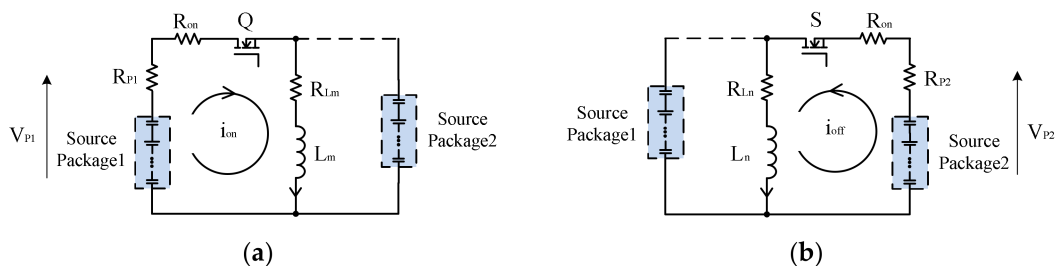 Ron
Q
RP1
VP1
Source
Package1
ion
RLm
Lm
Source
Package2
(a)
S
Ron
Source
Package1
RLn
Ln
ioff
RP2
VP2
Source
Package2
(b)